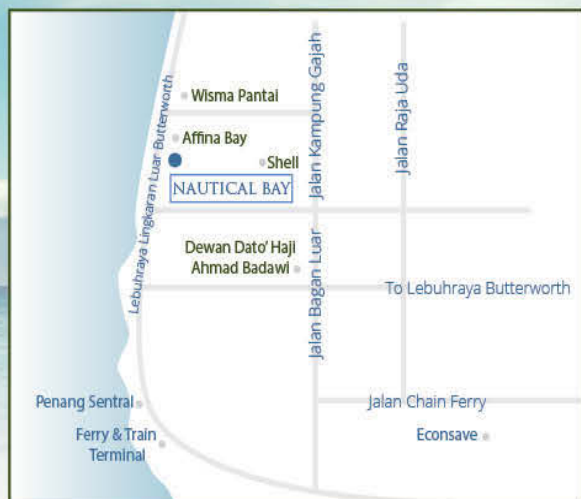 Wisma Pantai
Affina Bay
Shell
NAUTICAL BAY
Lebuhraya Lingkaran Luar Butterworth
Jalan Kampung Gajah
Jalan Raja Uda
Dewan Dato' Haji
Ahmad Badawi
Jalan Bagan Luar
To Lebuhraya Butterworth
Penang Sentral
Jalan Chain Ferry
Ferry & Train
Terminal
Econsave